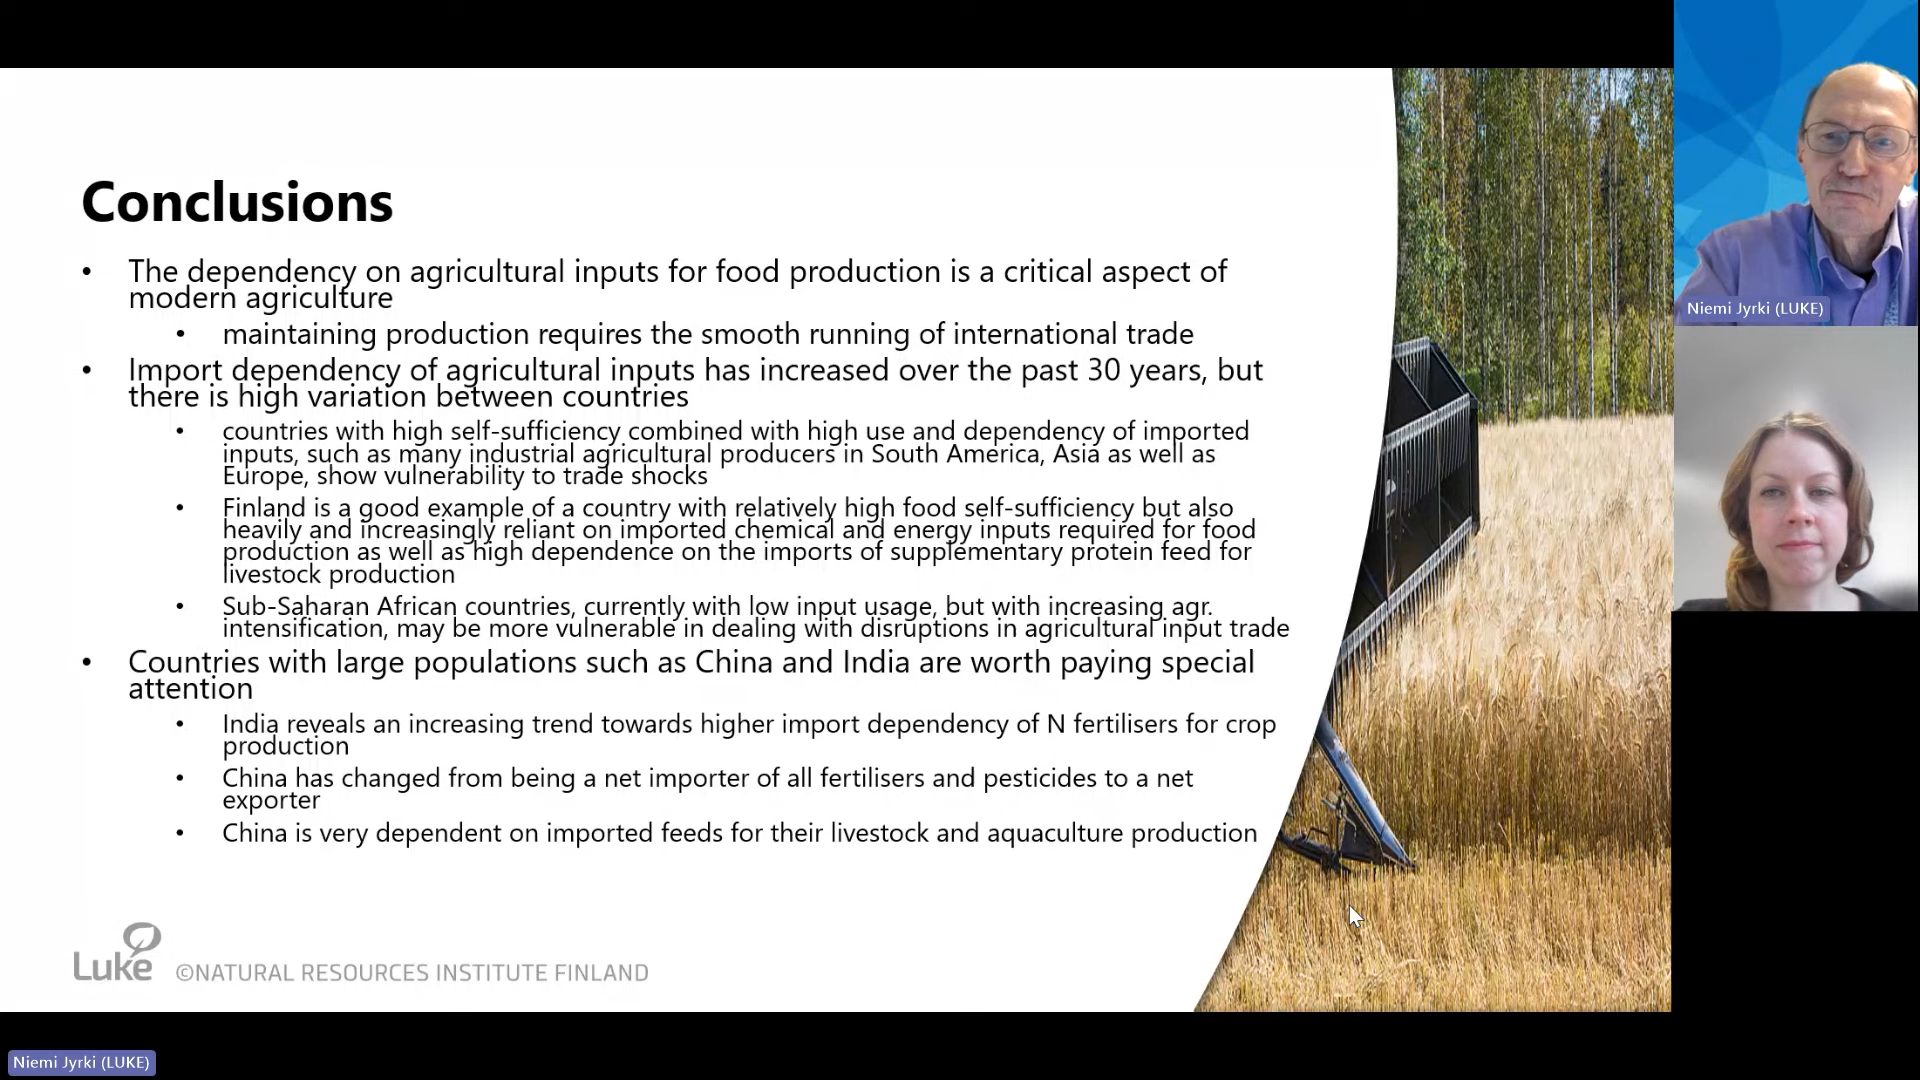 Conclusions
• The dependency on agricultural inputs for food production is a critical aspect of
modern agriculture
• maintaining production requires the smooth running of international trade
• Import dependency of agricultural inputs has increased over the past 30 years, but
there is high variation between countries
• countries with high self-sufficiency combined with high use and dependency of imported
inputs, such as many industrial agricultural producers in South America, Asia as well as
Europe, show vulnerability to trade shocks
• Finland is a good example of a country with relatively high food self-sufficiency but also
heavily and increasingly reliant on imported chemical and energy inputs required for food
production as well as high dependence on the imports of supplementary protein feed for
livestock production
• Sub-Saharan African countries, currently with low input usage, but with increasing agr.
intensification, may be more vulnerable in dealing with disruptions in agricultural input trade
• Countries with large populations such as China and India are worth paying special
attention
• India reveals an increasing trend towards higher import dependency of N fertilisers for crop
production
• China has changed from being a net importer of all fertilisers and pesticides to a net
exporter
• China is very dependent on imported feeds for their livestock and aquaculture production
Luke ©NATURAL RESOURCES INSTITUTE FINLAND
Niemi Jyrki (LUKE)
Niemi Jyrki (LUKE)